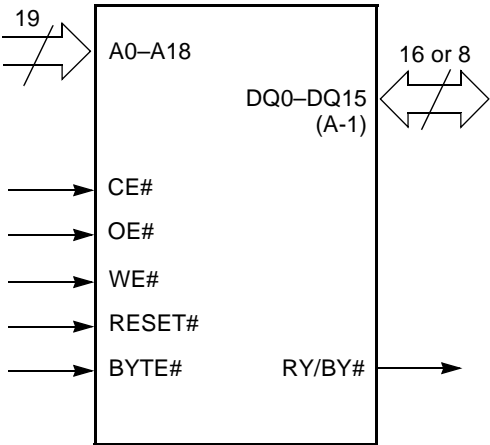 19
A0–A18
16 or 8
DQ0–DQ15
(A-1)
CE#
OE#
WE#
RESET#
BYTE# RY/BY#